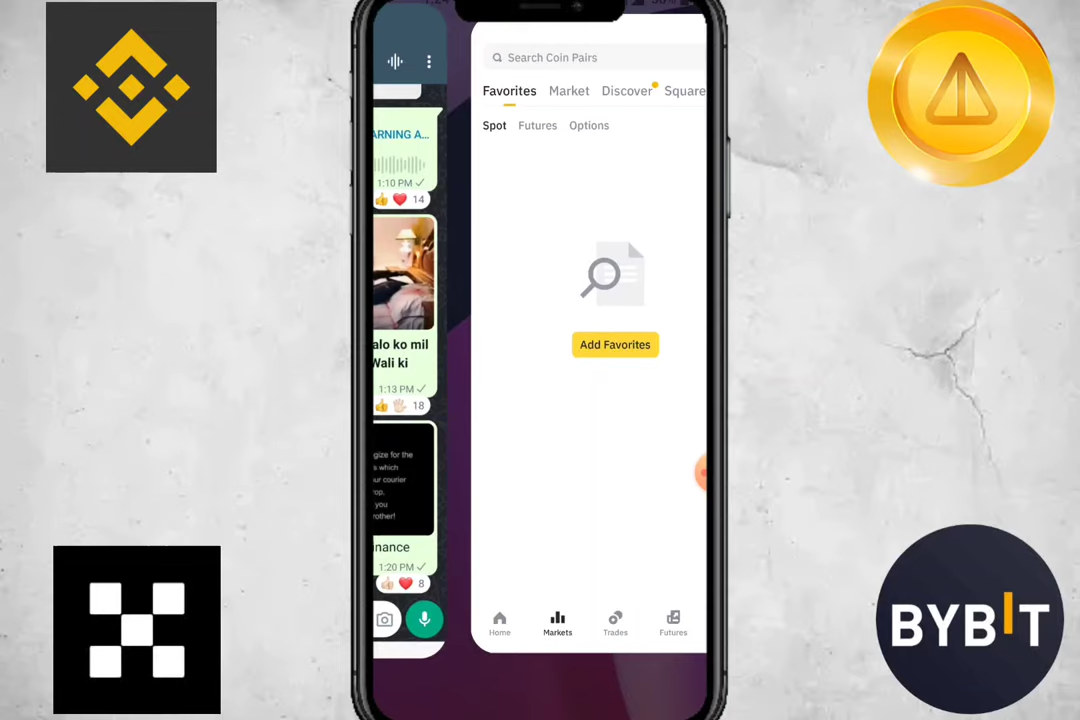 Search Coin Pairs
Favorites Market Discover Square
Spot Futures Options
Add Favorites
Home Markets Trades Futures
ARNING A...
1:10 PM
14
alo ko mil
Wali ki
1:13 PM
18
gize for the
s which
ur courier
rop.
you
rother!
inance
1:20 PM
8
BYBIT